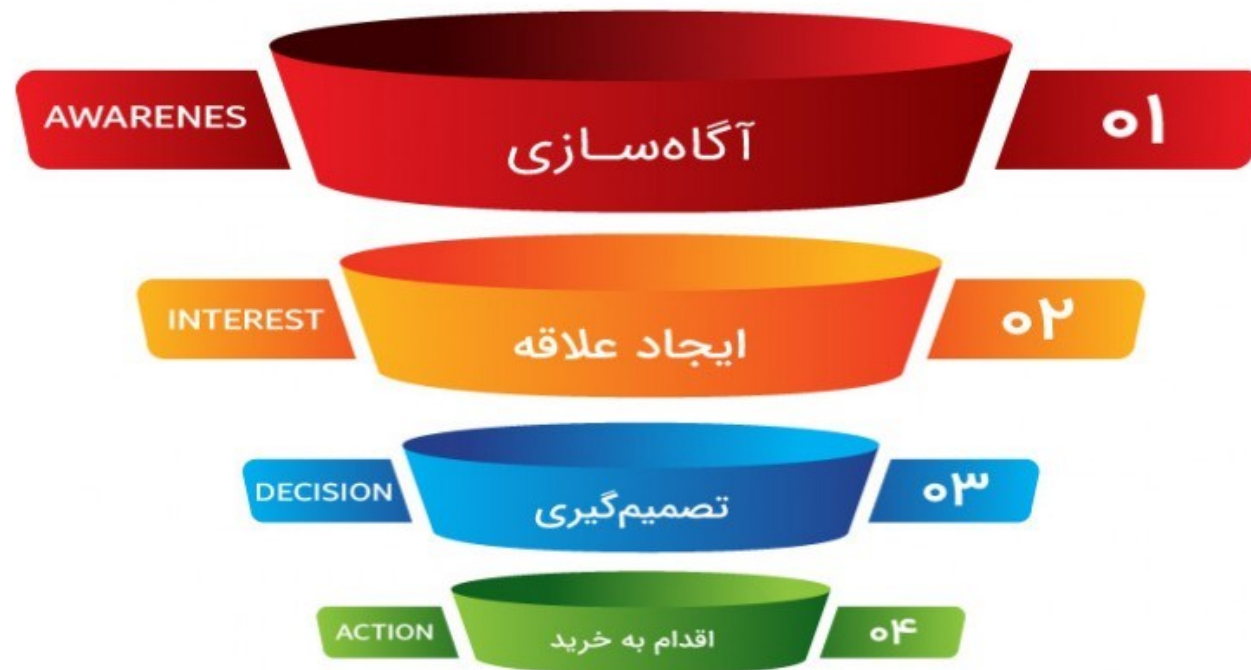 AWARENES
آگاه‌سازی
۰۱
INTEREST
ایجاد علاقه
۰۲
DECISION
تصمیم‌گیری
۰۳
ACTION
اقدام به خرید
۰۴